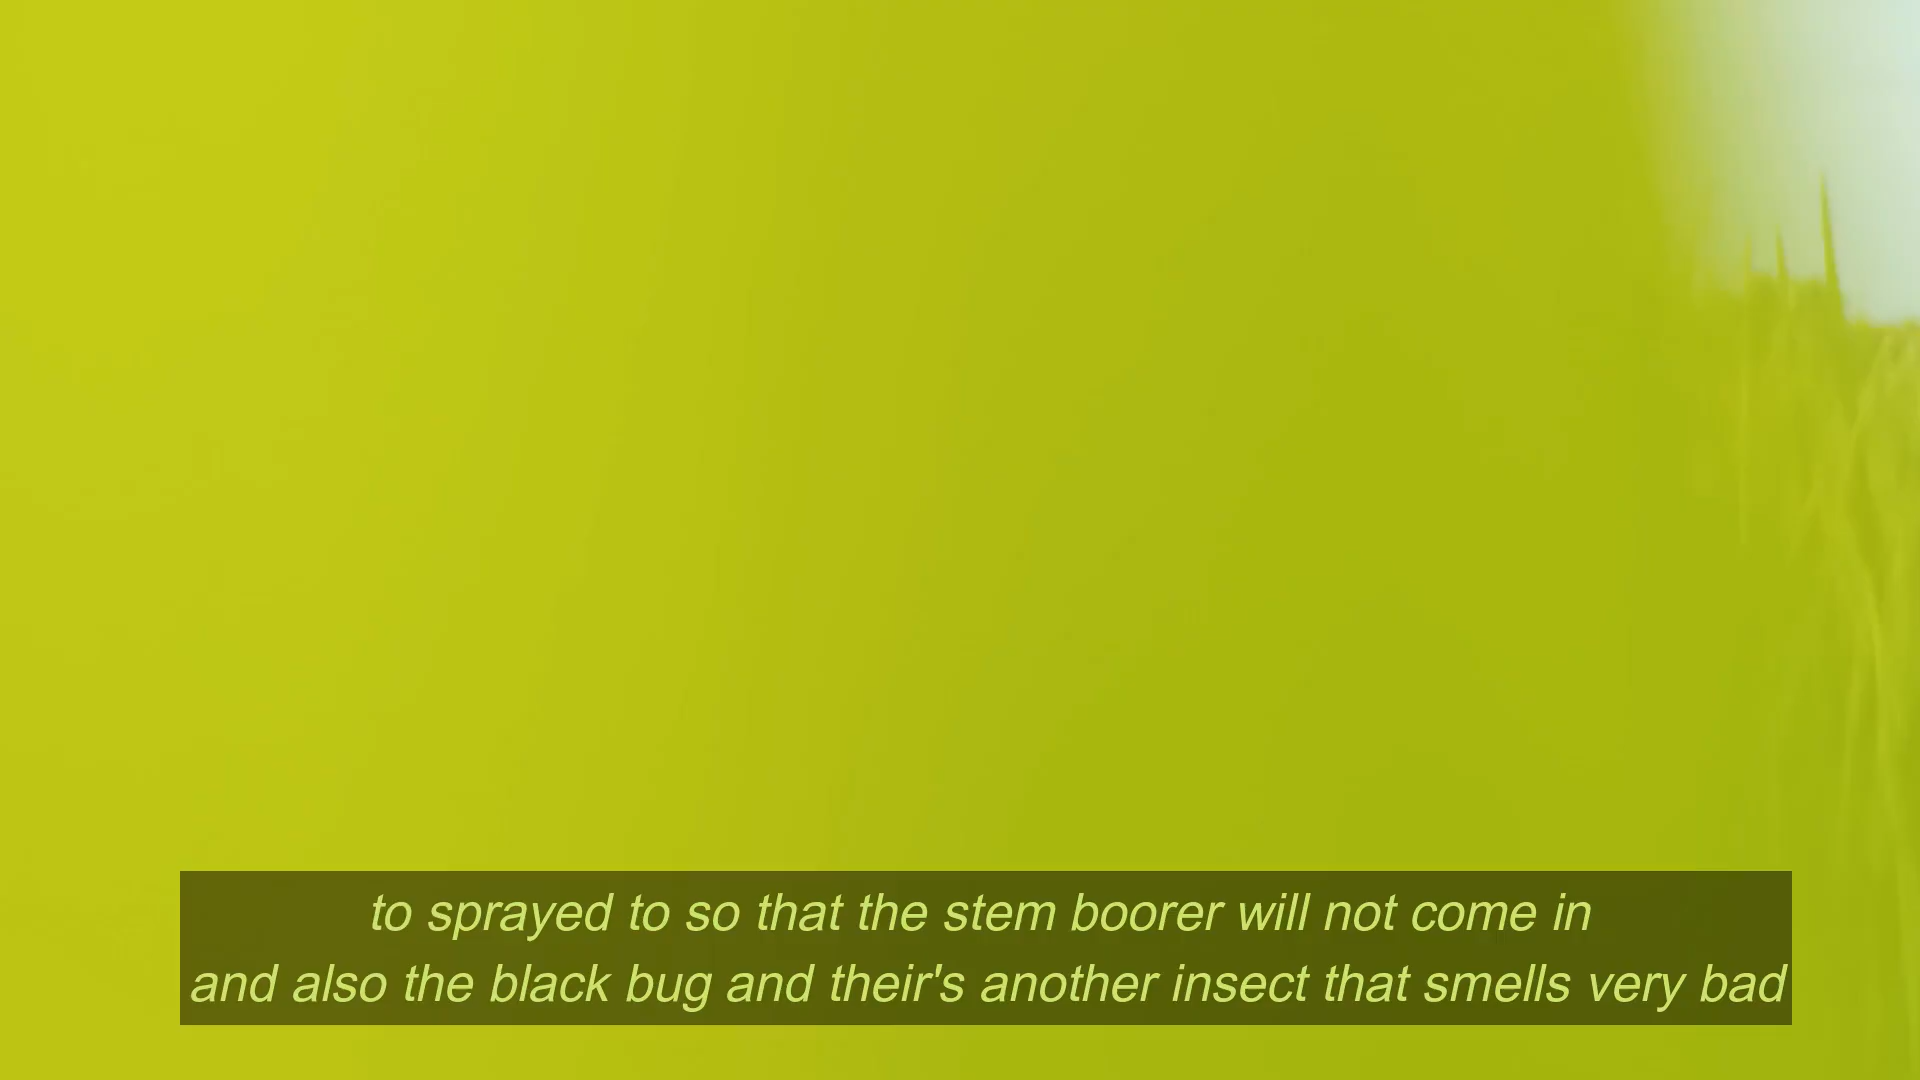 to sprayed to so that the stem boorer will not come in
and also the black bug and their's another insect that smells very bad